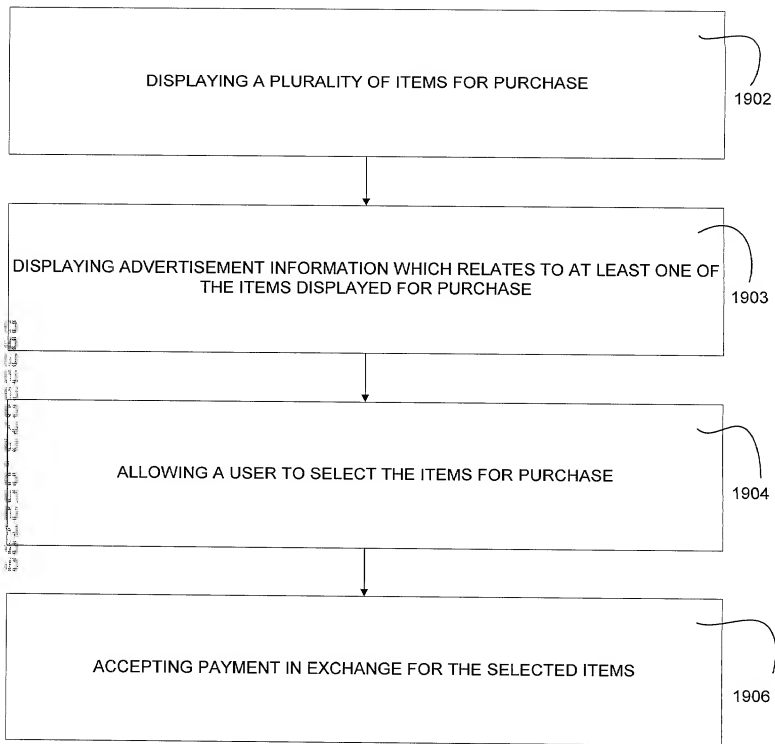 DISPLAYING A PLURALITY OF ITEMS FOR PURCHASE
1902
DISPLAYING ADVERTISEMENT INFORMATION WHICH RELATES TO AT LEAST ONE OF
THE ITEMS DISPLAYED FOR PURCHASE
1903
ALLOWING A USER TO SELECT THE ITEMS FOR PURCHASE
1904
ACCEPTING PAYMENT IN EXCHANGE FOR THE SELECTED ITEMS
1906